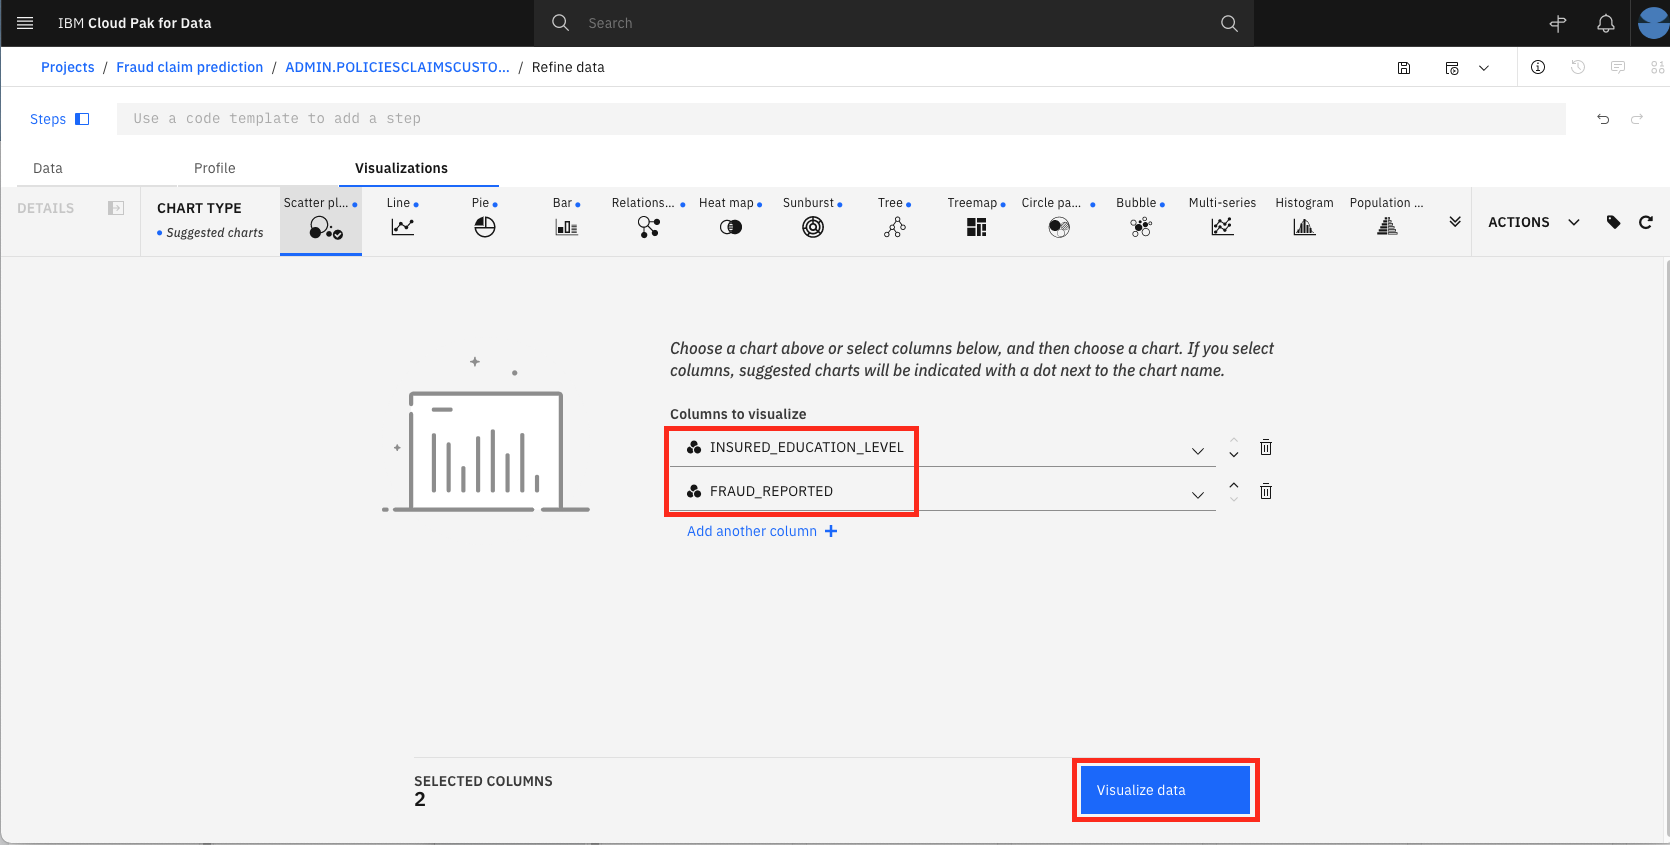 IBM Cloud Pak for Data
Search
Projects / Fraud claim prediction / ADMIN.POLICIESCLAIMSCUSTO... / Refine data
Steps
Use a code template to add a step
Data
Profile
Visualizations
DETAILS
CHART TYPE
Suggested charts
Scatter pl...
Line
Pie
Bar
Relations...
Heat map
Sunburst
Tree
Treemap
Circle pa...
Bubble
Multi-series
Histogram
Population ...
ACTIONS
Choose a chart above or select columns below, and then choose a chart. If you select
columns, suggested charts will be indicated with a dot next to the chart name.
Columns to visualize
INSURED_EDUCATION_LEVEL
FRAUD_REPORTED
Add another column
SELECTED COLUMNS
2
Visualize data